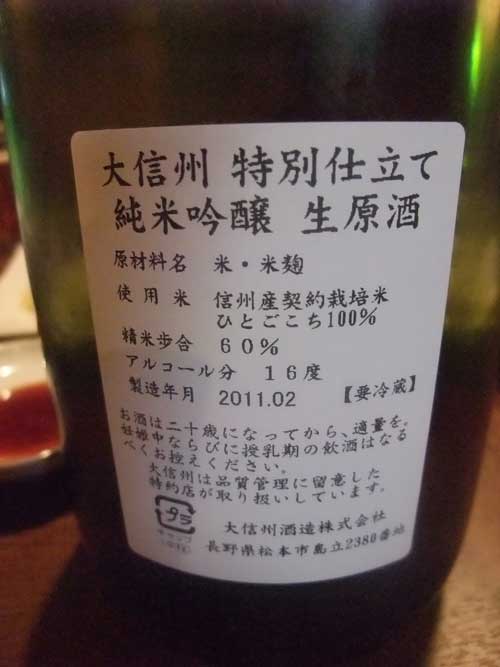 大信州 特別仕立て
純米吟醸 生原酒
原材料名 米・米麹
使用米 信州産契約栽培米
ひとごこち100%
精米歩合 60%
アルコール分 16度
製造年月 2011.02 【要冷蔵】
お酒は二十歳になってから、適量を。
妊娠中ならびに授乳期の飲酒はなる
べくお控えください。
大信州は品質管理に留意した
特約店が取り扱いしています。
プラ
キャップ
大信州酒造株式会社
長野県松本市島立2380番地